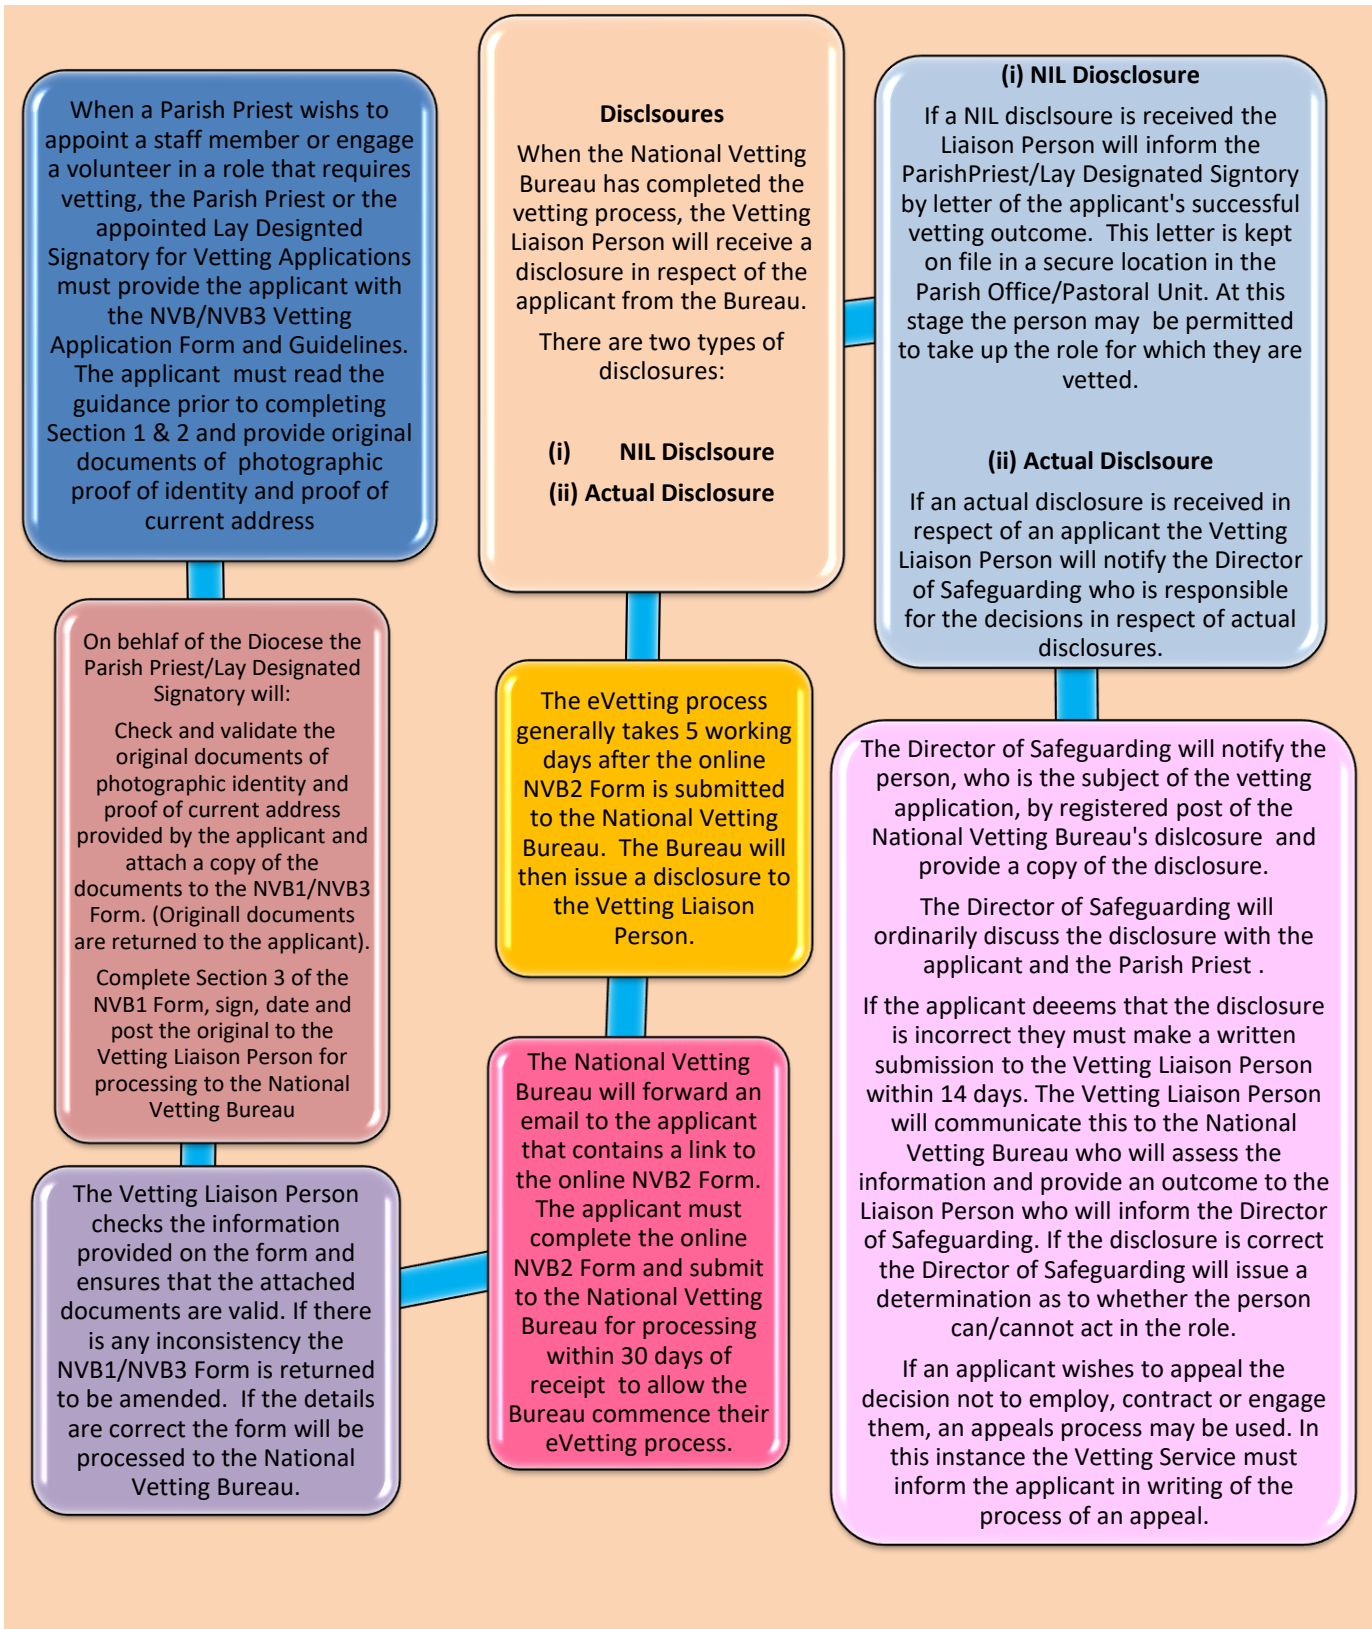 When a Parish Priest wishs to
appoint a staff member or engage
a volunteer in a role that requires
vetting, the Parish Priest or the
appointed Lay Designted
Signatory for Vetting Applications
must provide the applicant with
the NVB/NVB3 Vetting
Application Form and Guidelines.
The applicant must read the
guidance prior to completing
Section 1 & 2 and provide original
documents of photographic
proof of identity and proof of
current address
On behlaf of the Diocese the
Parish Priest/Lay Designated
Signatory will:
Check and validate the
original documents of
photographic identity and
proof of current address
provided by the applicant and
attach a copy of the
documents to the NVB1/NVB3
Form. (Originall documents
are returned to the applicant).
Complete Section 3 of the
NVB1 Form, sign, date and
post the original to the
Vetting Liaison Person for
processing to the National
Vetting Bureau
The Vetting Liaison Person
checks the information
provided on the form and
ensures that the attached
documents are valid. If there
is any inconsistency the
NVB1/NVB3 Form is returned
to be amended. If the details
are correct the form will be
processed to the National
Vetting Bureau.
The National Vetting
Bureau will forward an
email to the applicant
that contains a link to
the online NVB2 Form.
The applicant must
complete the online
NVB2 Form and submit
to the National Vetting
Bureau for processing
within 30 days of
receipt to allow the
Bureau commence their
eVetting process.
The eVetting process
generally takes 5 working
days after the online
NVB2 Form is submitted
to the National Vetting
Bureau. The Bureau will
then issue a disclosure to
the Vetting Liaison
Person.
Disclsoures
When the National Vetting
Bureau has completed the
vetting process, the Vetting
Liaison Person will receive a
disclosure in respect of the
applicant from the Bureau.
There are two types of
disclosures:
(i) NIL Disclosure
(ii) Actual Disclosure
(i) NIL Diosclosure
If a NIL disclsoure is received the
Liaison Person will inform the
ParishPriest/Lay Designated Signtory
by letter of the applicant's successful
vetting outcome. This letter is kept
on file in a secure location in the
Parish Office/Pastoral Unit. At this
stage the person may be permitted
to take up the role for which they are
vetted.
(ii) Actual Disclsoure
If an actual disclosure is received in
respect of an applicant the Vetting
Liaison Person will notify the Director
of Safeguarding who is responsible
for the decisions in respect of actual
disclosures.
The Director of Safeguarding will notify the
person, who is the subject of the vetting
application, by registered post of the
National Vetting Bureau's dislcosure and
provide a copy of the disclosure.
The Director of Safeguarding will
ordinarily discuss the disclosure with the
applicant and the Parish Priest .
If the applicant deeems that the disclosure
is incorrect they must make a written
submission to the Vetting Liaison Person
within 14 days. The Vetting Liaison Person
will communicate this to the National
Vetting Bureau who will assess the
information and provide an outcome to the
Liaison Person who will inform the Director
of Safeguarding. If the disclosure is correct
the Director of Safeguarding will issue a
determination as to whether the person
can/cannot act in the role.
If an applicant wishes to appeal the
decision not to employ, contract or engage
them, an appeals process may be used. In
this instance the Vetting Service must
inform the applicant in writing of the
process of an appeal.